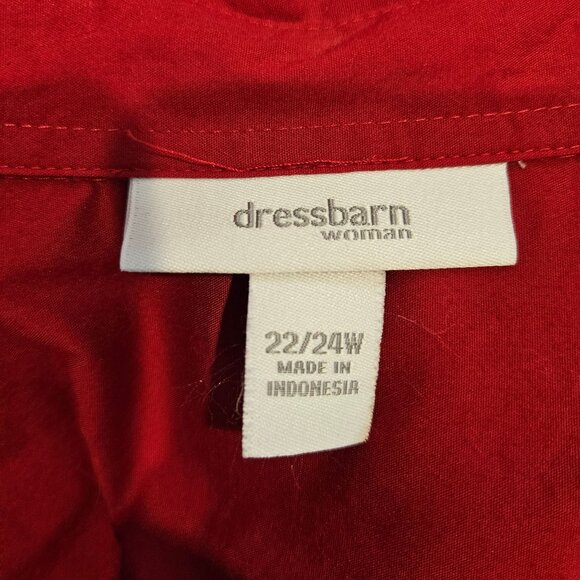 dressbarn
woman
22/24W
MADE IN
INDONESIA